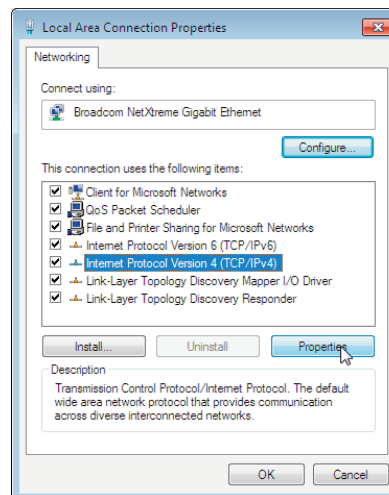 Local Area Connection Properties
Networking
Connect using:
Broadcom NetXtreme Gigabit Ethernet
Configure...
This connection uses the following items:
Client for Microsoft Networks
QoS Packet Scheduler
File and Printer Sharing for Microsoft Networks
Internet Protocol Version 6 (TCP/IPv6)
Internet Protocol Version 4 (TCP/IPv4)
Link-Layer Topology Discovery Mapper I/O Driver
Link-Layer Topology Discovery Responder
Install... Uninstall Properties
Description
Transmission Control Protocol/Internet Protocol. The default
wide area network protocol that provides communication
across diverse interconnected networks.
OK Cancel